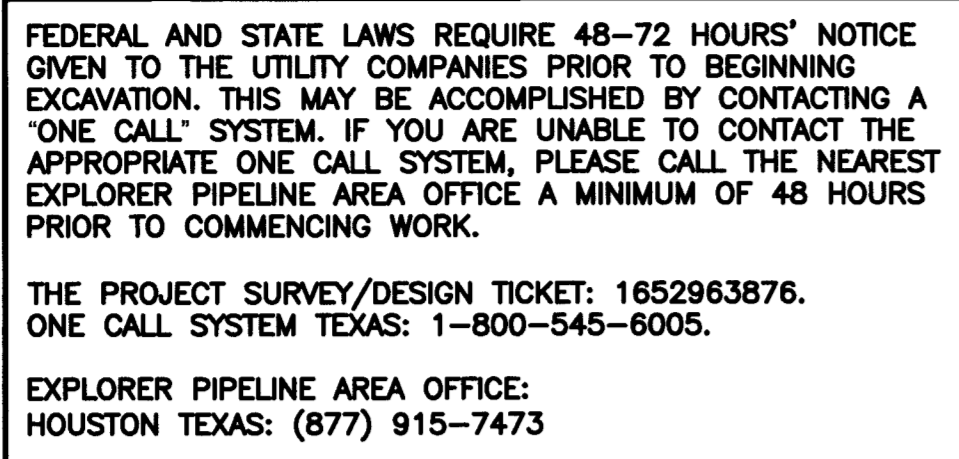 FEDERAL AND STATE LAWS REQUIRE 48–72 HOURS' NOTICE
GIVEN TO THE UTILITY COMPANIES PRIOR TO BEGINNING
EXCAVATION. THIS MAY BE ACCOMPLISHED BY CONTACTING A
"ONE CALL" SYSTEM. IF YOU ARE UNABLE TO CONTACT THE
APPROPRIATE ONE CALL SYSTEM, PLEASE CALL THE NEAREST
EXPLORER PIPELINE AREA OFFICE A MINIMUM OF 48 HOURS
PRIOR TO COMMENCING WORK.
THE PROJECT SURVEY/DESIGN TICKET: 1652963876.
ONE CALL SYSTEM TEXAS: 1–800–545–6005.
EXPLORER PIPELINE AREA OFFICE:
HOUSTON TEXAS: (877) 915–7473